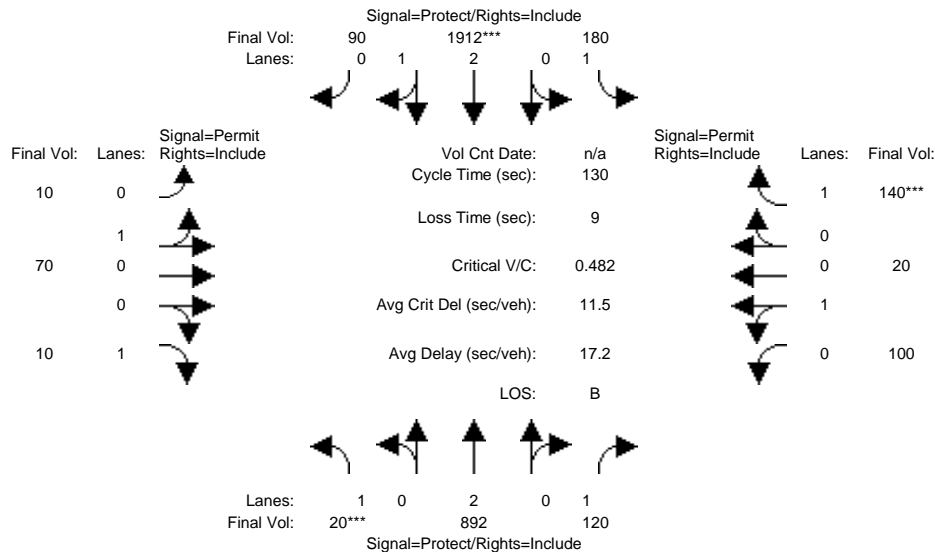 Signal=Protect/Rights=Include
Final Vol: 90 1912*** 180
Lanes: 0 1 2 0 1
Signal=Permit Signal=Permit
Final Vol: Lanes: Rights=Include Vol Cnt Date: n/a Rights=Include Lanes: Final Vol:
Cycle Time (sec): 130
10 0 1 140***
Loss Time (sec): 9
1 0
70 0 Critical V/C: 0.482 0 20
0 Avg Crit Del (sec/veh): 11.5 1
10 1 Avg Delay (sec/veh): 17.2 0 100
LOS: B
Lanes: 1 0 2 0 1
Final Vol: 20*** 892 120
Signal=Protect/Rights=Include